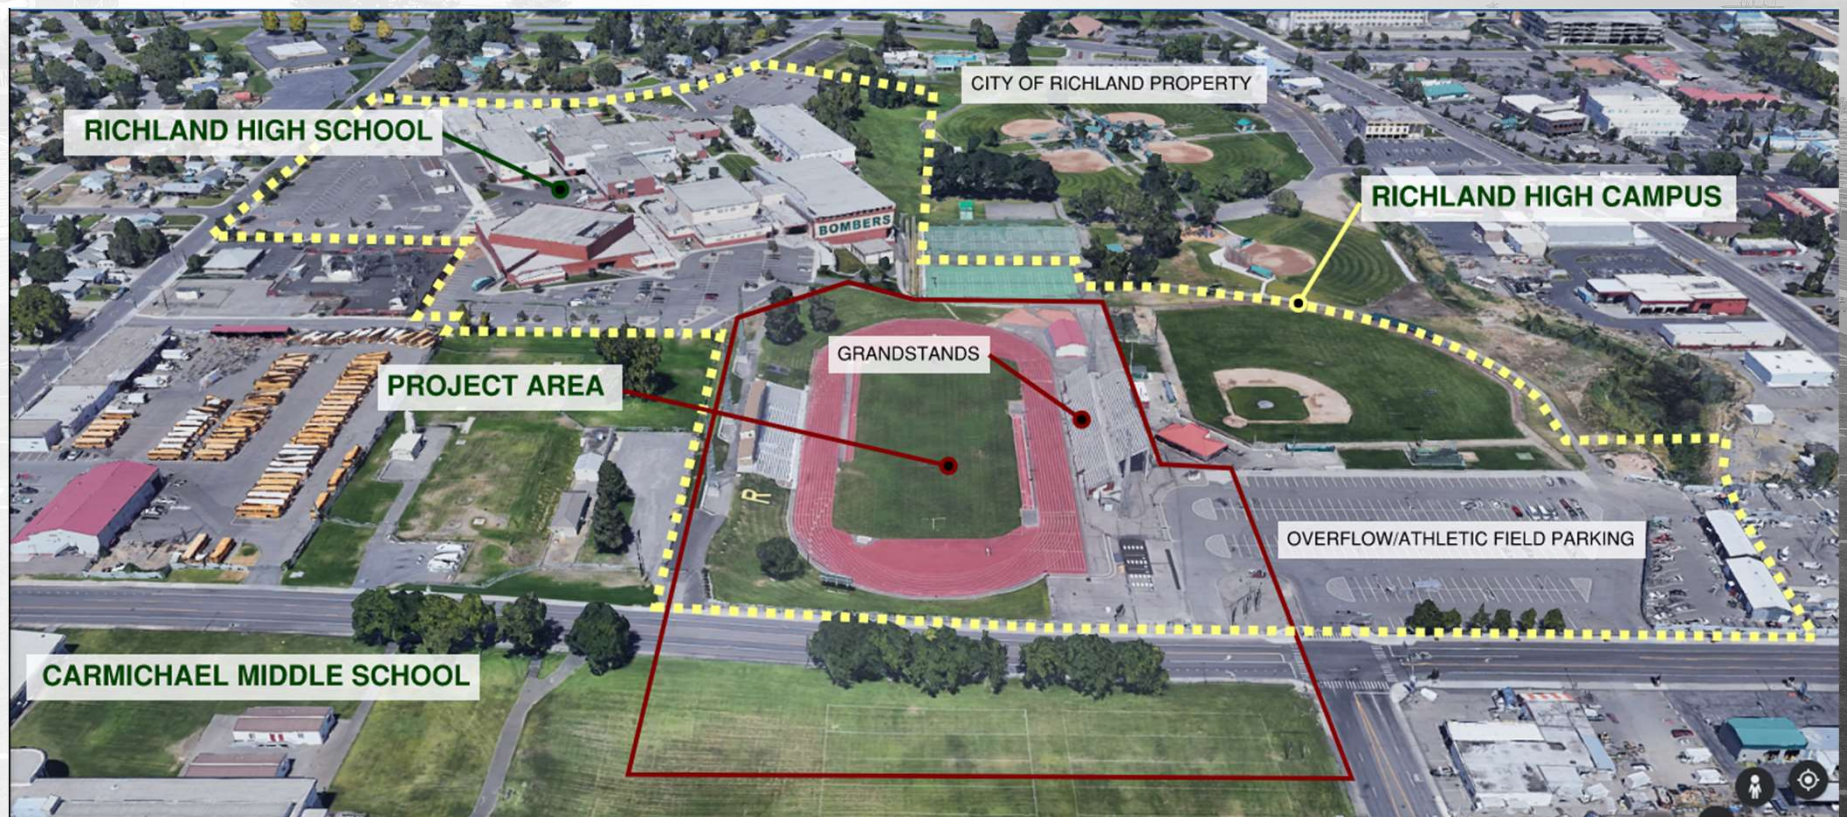 CITY OF RICHLAND PROPERTY
RICHLAND HIGH SCHOOL
RICHLAND HIGH CAMPUS
BOMBERS
GRANDSTANDS
PROJECT AREA
R
OVERFLOW/ATHLETIC FIELD PARKING
CARMICHAEL MIDDLE SCHOOL